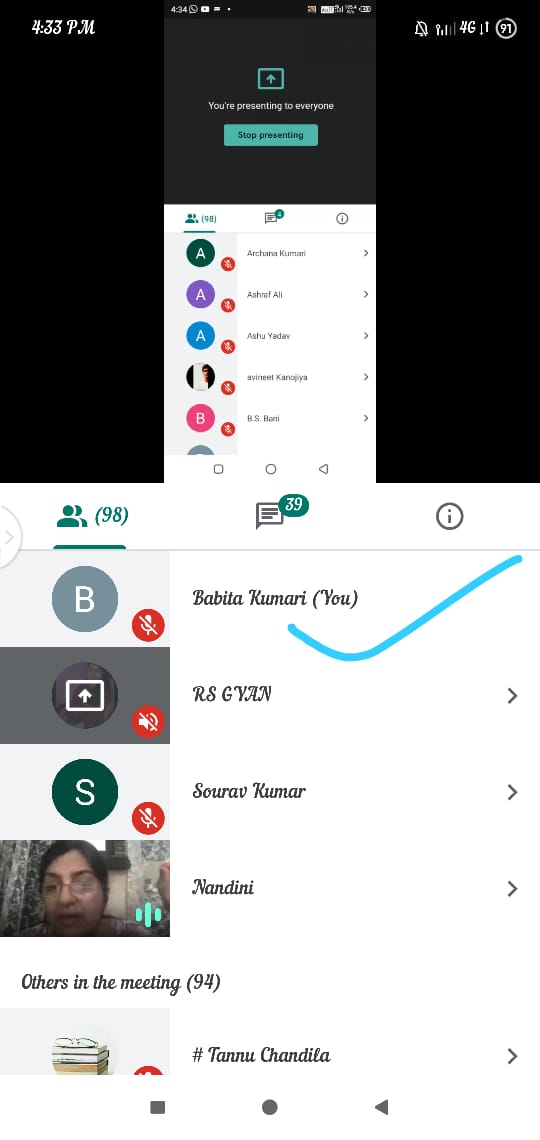 4:33 PM
4G
91
4:34
You're presenting to everyone
Stop presenting
(98)
4
A
Archana Kumari
A
Ashraf Ali
A
Ashu Yadav
avineet Kanojiya
B
B.S. Bani
(98)
39
B
Babita Kumari (You)
RS GYAN
S
Sourav Kumar
Nandini
Others in the meeting (94)
# Tannu Chandila